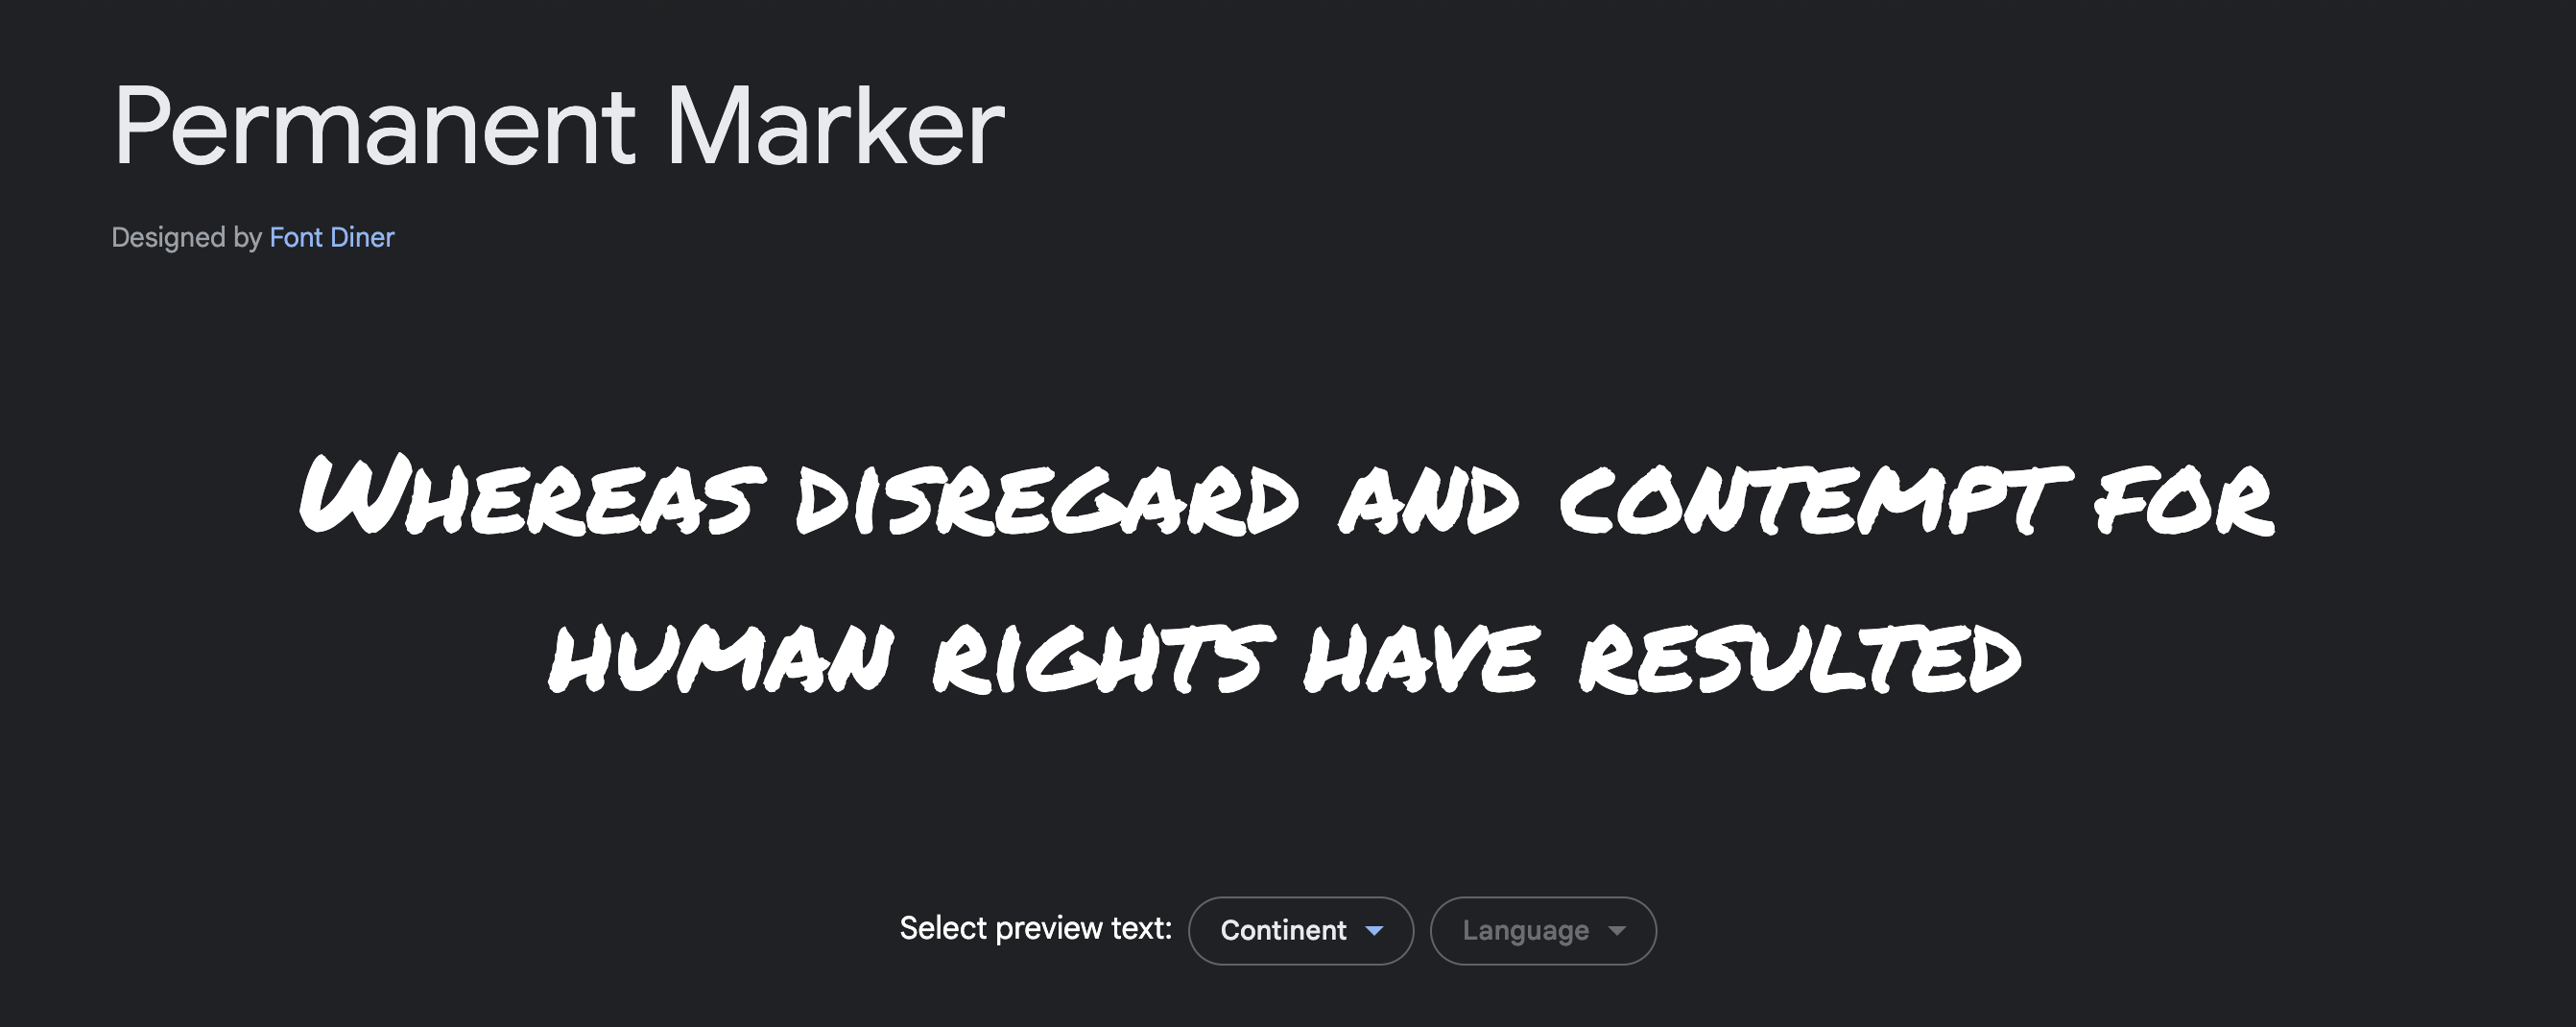 Permanent Marker
Designed by Font Diner
Whereas disregard and contempt for
human rights have resulted
Select preview text: Continent Language